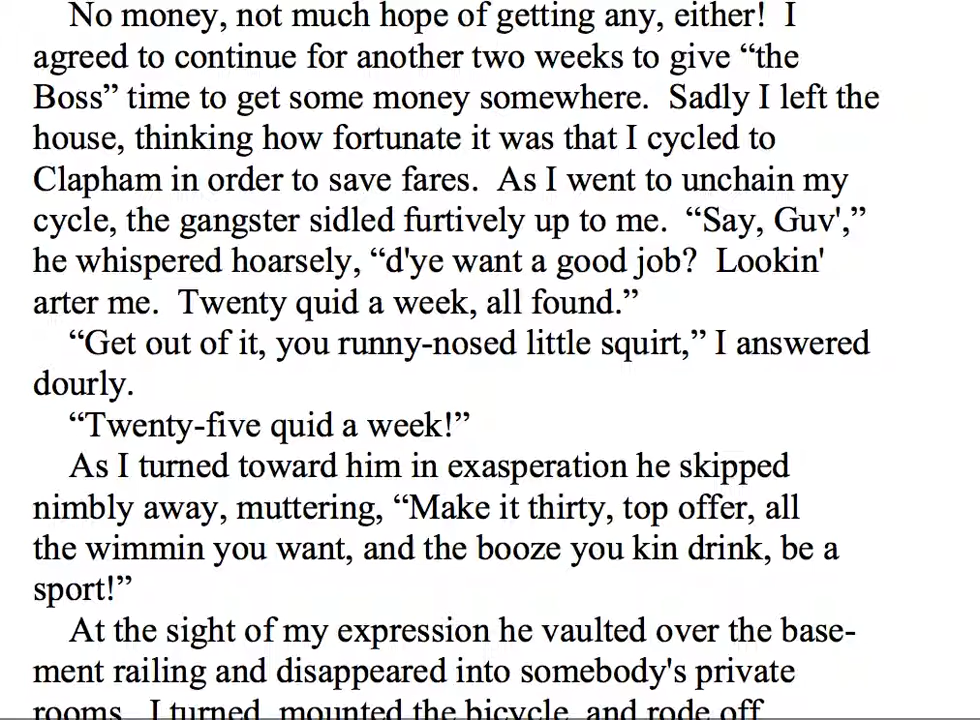 No money, not much hope of getting any, either!  I
agreed to continue for another two weeks to give “the
Boss” time to get some money somewhere.  Sadly I left the
house, thinking how fortunate it was that I cycled to
Clapham in order to save fares.  As I went to unchain my
cycle, the gangster sidled furtively up to me.  “Say, Guv',”
he whispered hoarsely, “d'ye want a good job?  Lookin'
arter me.  Twenty quid a week, all found.”
“Get out of it, you runny-nosed little squirt,” I answered
dourly.
“Twenty-five quid a week!”
As I turned toward him in exasperation he skipped
nimbly away, muttering, “Make it thirty, top offer, all
the wimmin you want, and the booze you kin drink, be a
sport!”
At the sight of my expression he vaulted over the base-
ment railing and disappeared into somebody's private
rooms.  I turned, mounted the bicycle, and rode off